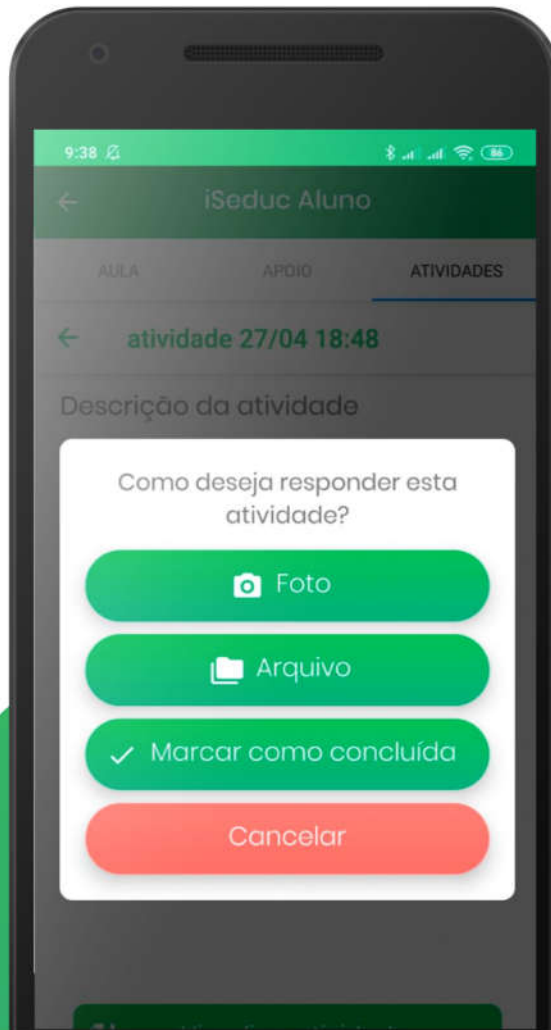 9:38
86
iSeduc Aluno
AULA APOIO ATIVIDADES
atividade 27/04 18:48
Descrição da atividade
Como deseja responder esta
atividade?
Foto
Arquivo
Marcar como concluída
Cancelar